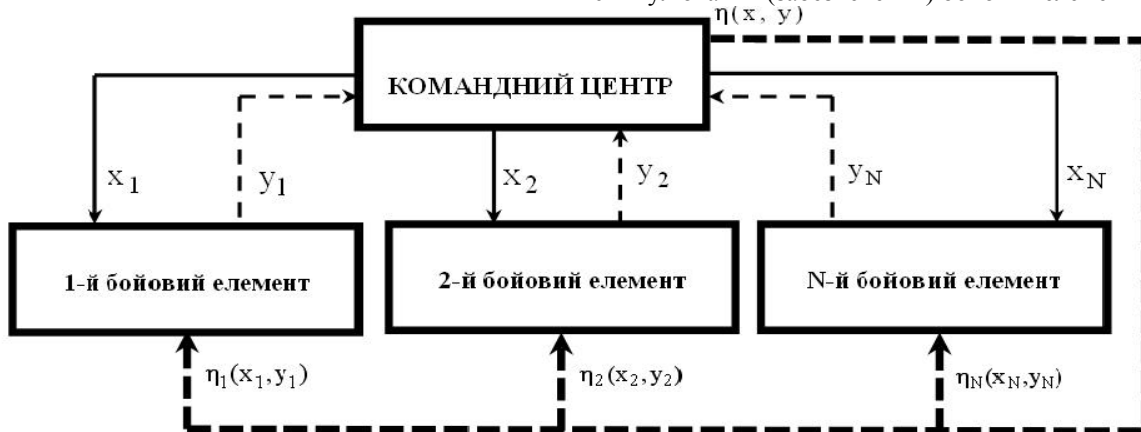 η(x, y)
КОМАНДНИЙ ЦЕНТР
x1 y1 x2 y2 yN xN
1-й бойовий елемент 2-й бойовий елемент N-й бойовий елемент
η1(x1,y1) η2(x2,y2) ηN(xN,yN)